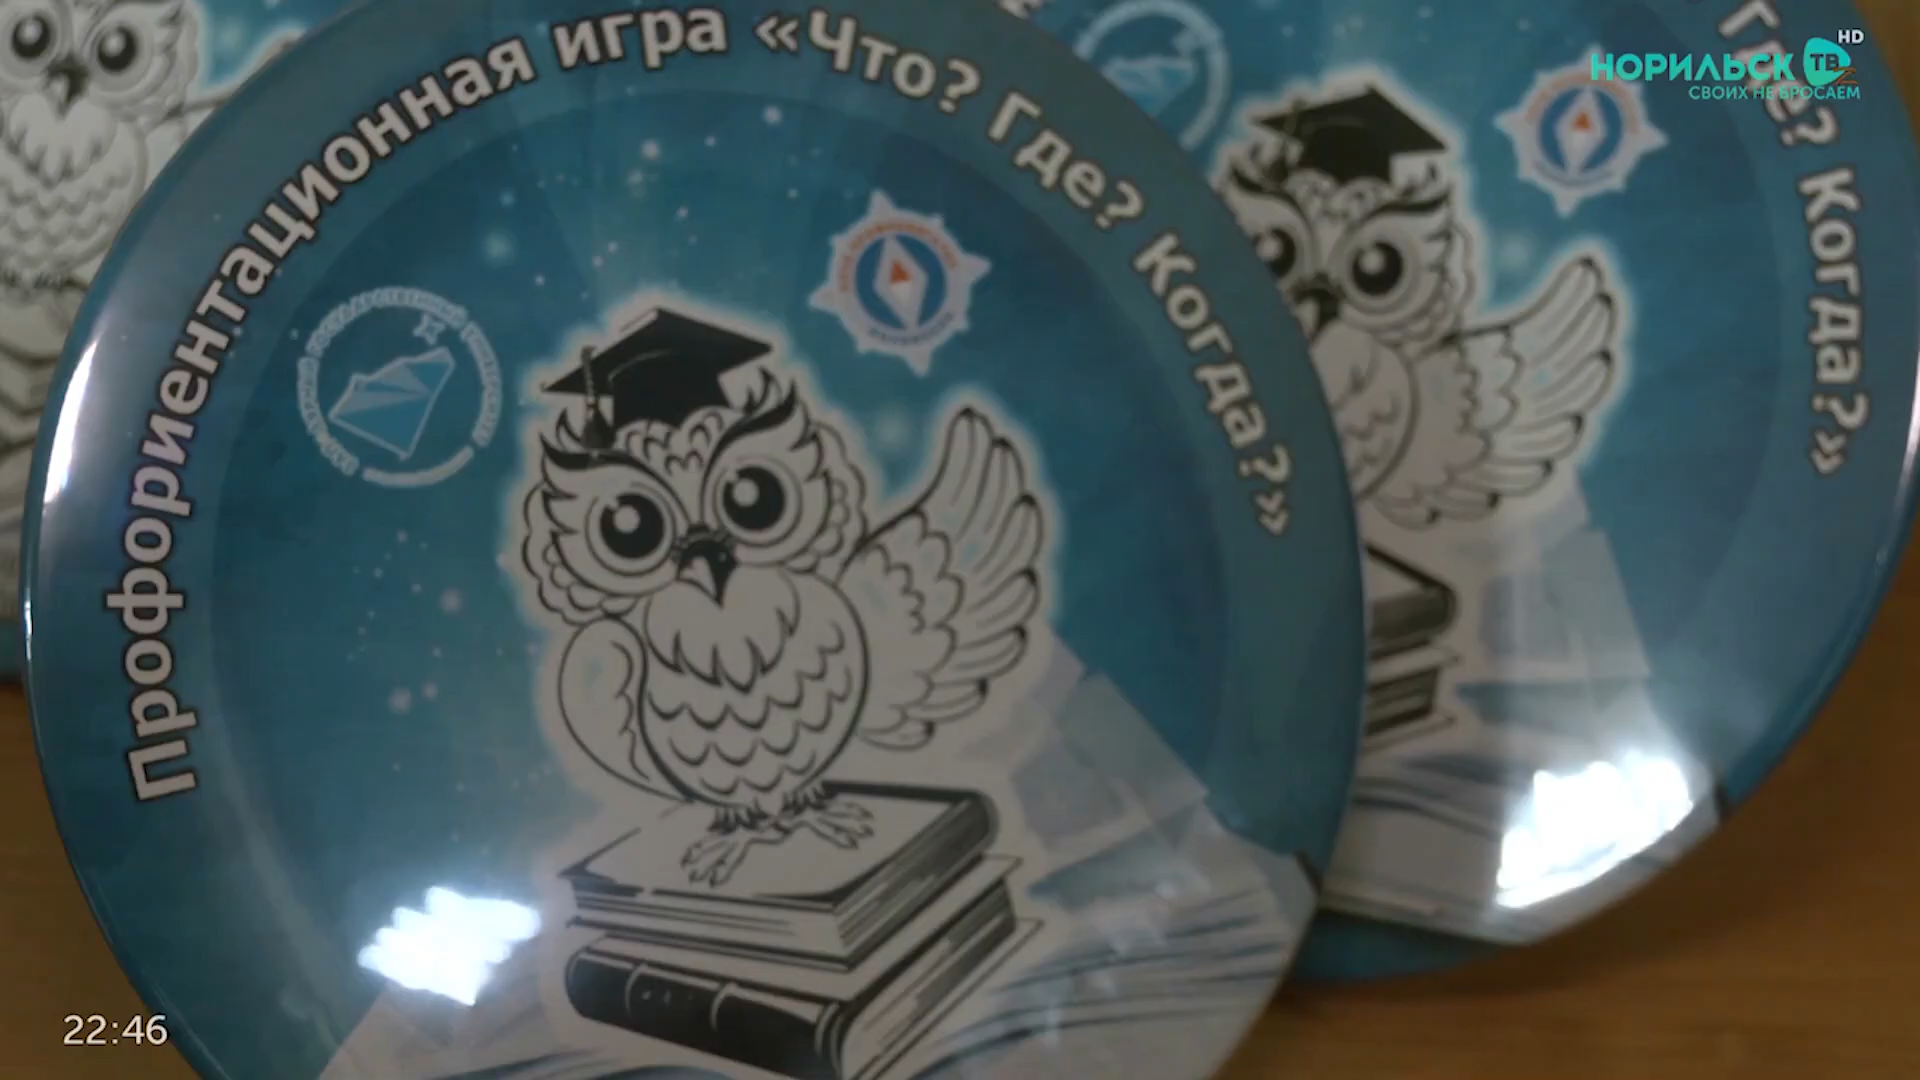 Профориентационная игра «Что? Где? Когда?»
Где? Когда?»
НОРИЛЬСК ТВ HD
СВОИХ НЕ БРОСАЕМ
22:46